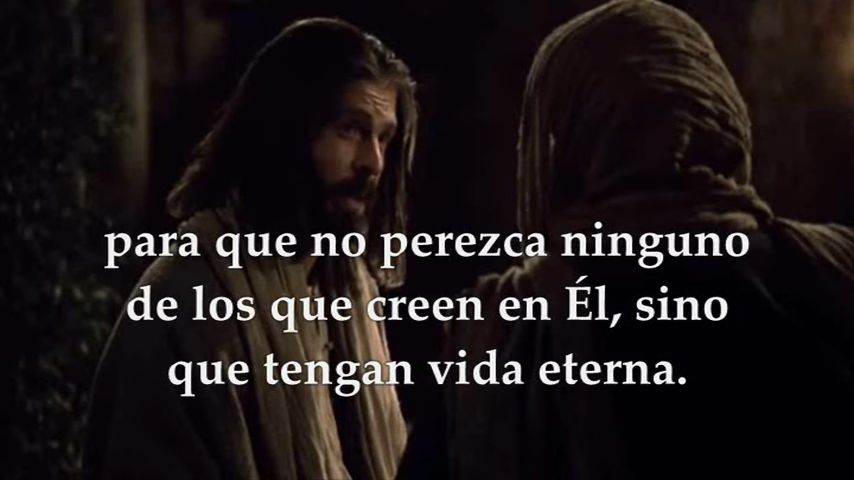 para que no perezca ninguno
de los que creen en Él, sino
que tengan vida eterna.